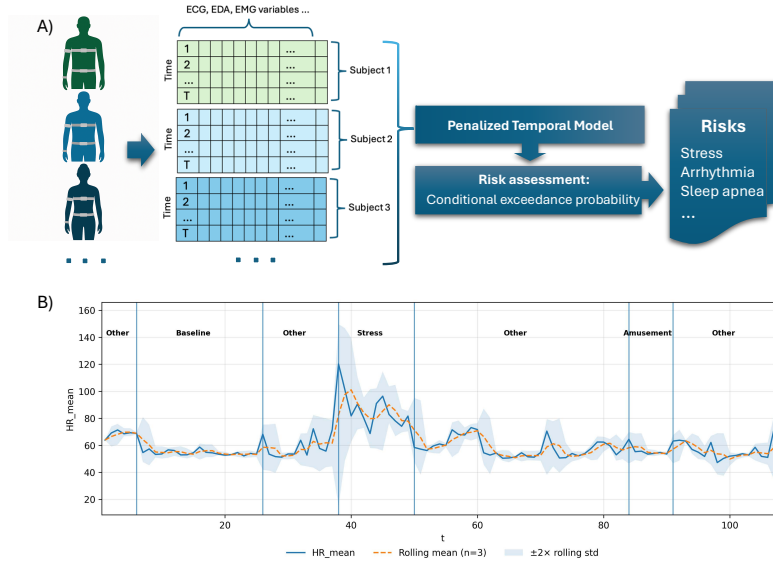 A)
ECG, EDA, EMG variables ...
Time
1
...
2
...
T
...
Subject 1
Time
1
...
2
...
T
...
Subject 2
Time
1
...
2
...
T
...
Subject 3
Penalized Temporal Model
Risk assessment:
Conditional exceedance probability
Risks
Stress
Arrhythmia
Sleep apnea
...
B)
160
140
120
100
80
60
40
20
HR_mean
Other
Baseline
Other
Stress
Other
Amusement
Other
20
40
60
80
100
t
HR_mean
Rolling mean (n=3)
±2× rolling std